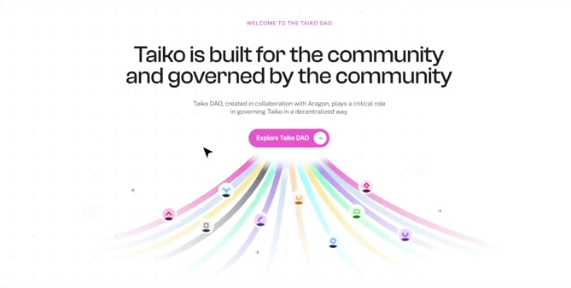 WELCOME TO THE TAIKO DAO
Taiko is built for the community
and governed by the community
Taiko DAO, created in collaboration with Aragon, plays a critical role
in governing Taiko in a decentralized way.
Explore Taiko DAO